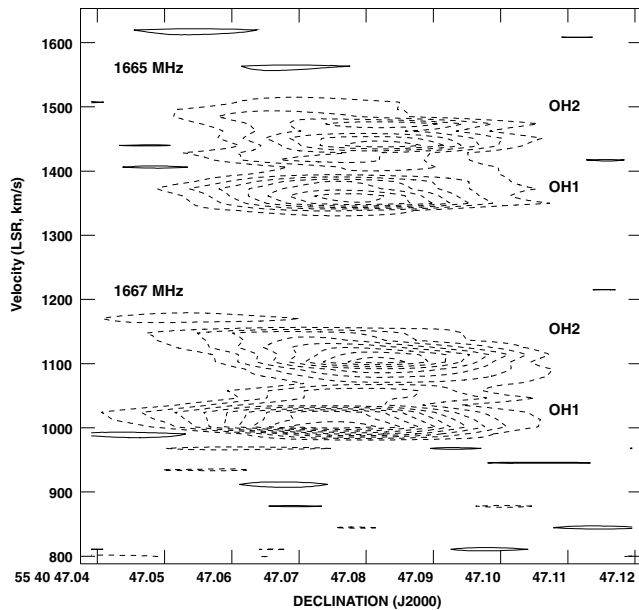 1600
1665 MHz
1500
OH2
1400
OH1
1300
Velocity (LSR, km/s)
1200
1667 MHz
OH2
1100
OH1
1000
900
800
55 40 47.04 47.05 47.06 47.07 47.08 47.09 47.10 47.11 47.12
DECLINATION (J2000)